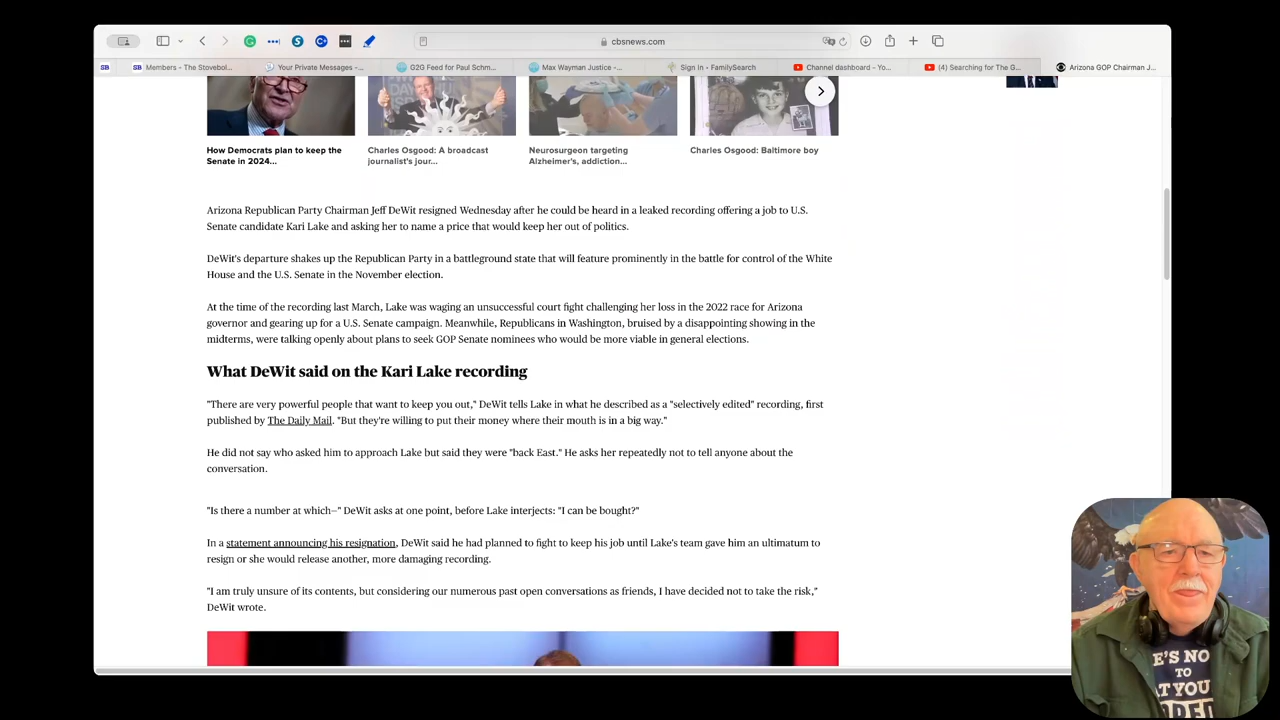 cbsnews.com
SB
SB Members - The Stovebol...
Your Private Messages -...
G2G Feed for Paul Schm...
Max Wayman Justice -...
Sign In • FamilySearch
Channel dashboard - Yo...
(4) Searching for The G...
Arizona GOP Chairman J...
How Democrats plan to keep the
Senate in 2024...
Charles Osgood: A broadcast
journalist's jour...
Neurosurgeon targeting
Alzheimer's, addiction...
Charles Osgood: Baltimore boy
Arizona Republican Party Chairman Jeff DeWit resigned Wednesday after he could be heard in a leaked recording offering a job to U.S.
Senate candidate Kari Lake and asking her to name a price that would keep her out of politics.
DeWit's departure shakes up the Republican Party in a battleground state that will feature prominently in the battle for control of the White
House and the U.S. Senate in the November election.
At the time of the recording last March, Lake was waging an unsuccessful court fight challenging her loss in the 2022 race for Arizona
governor and gearing up for a U.S. Senate campaign. Meanwhile, Republicans in Washington, bruised by a disappointing showing in the
midterms, were talking openly about plans to seek GOP Senate nominees who would be more viable in general elections.
What DeWit said on the Kari Lake recording
"There are very powerful people that want to keep you out," DeWit tells Lake in what he described as a "selectively edited" recording, first
published by The Daily Mail. "But they're willing to put their money where their mouth is in a big way."
He did not say who asked him to approach Lake but said they were "back East." He asks her repeatedly not to tell anyone about the
conversation.
"Is there a number at which—" DeWit asks at one point, before Lake interjects: "I can be bought?"
In a statement announcing his resignation, DeWit said he had planned to fight to keep his job until Lake's team gave him an ultimatum to
resign or she would release another, more damaging recording.
"I am truly unsure of its contents, but considering our numerous past open conversations as friends, I have decided not to take the risk,"
DeWit wrote.
E'S NO
TO
AT YOU